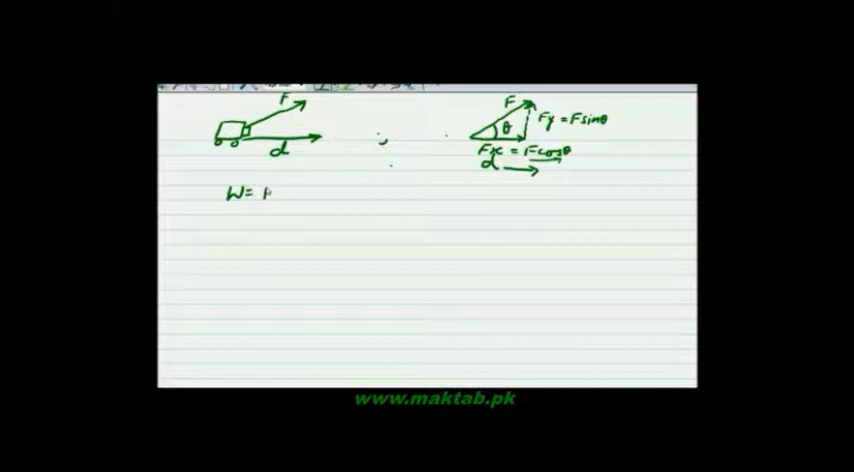 F
d
F
θ
Fy = Fsinθ
Fx = Fcosθ
d
W=
www.maktab.pk